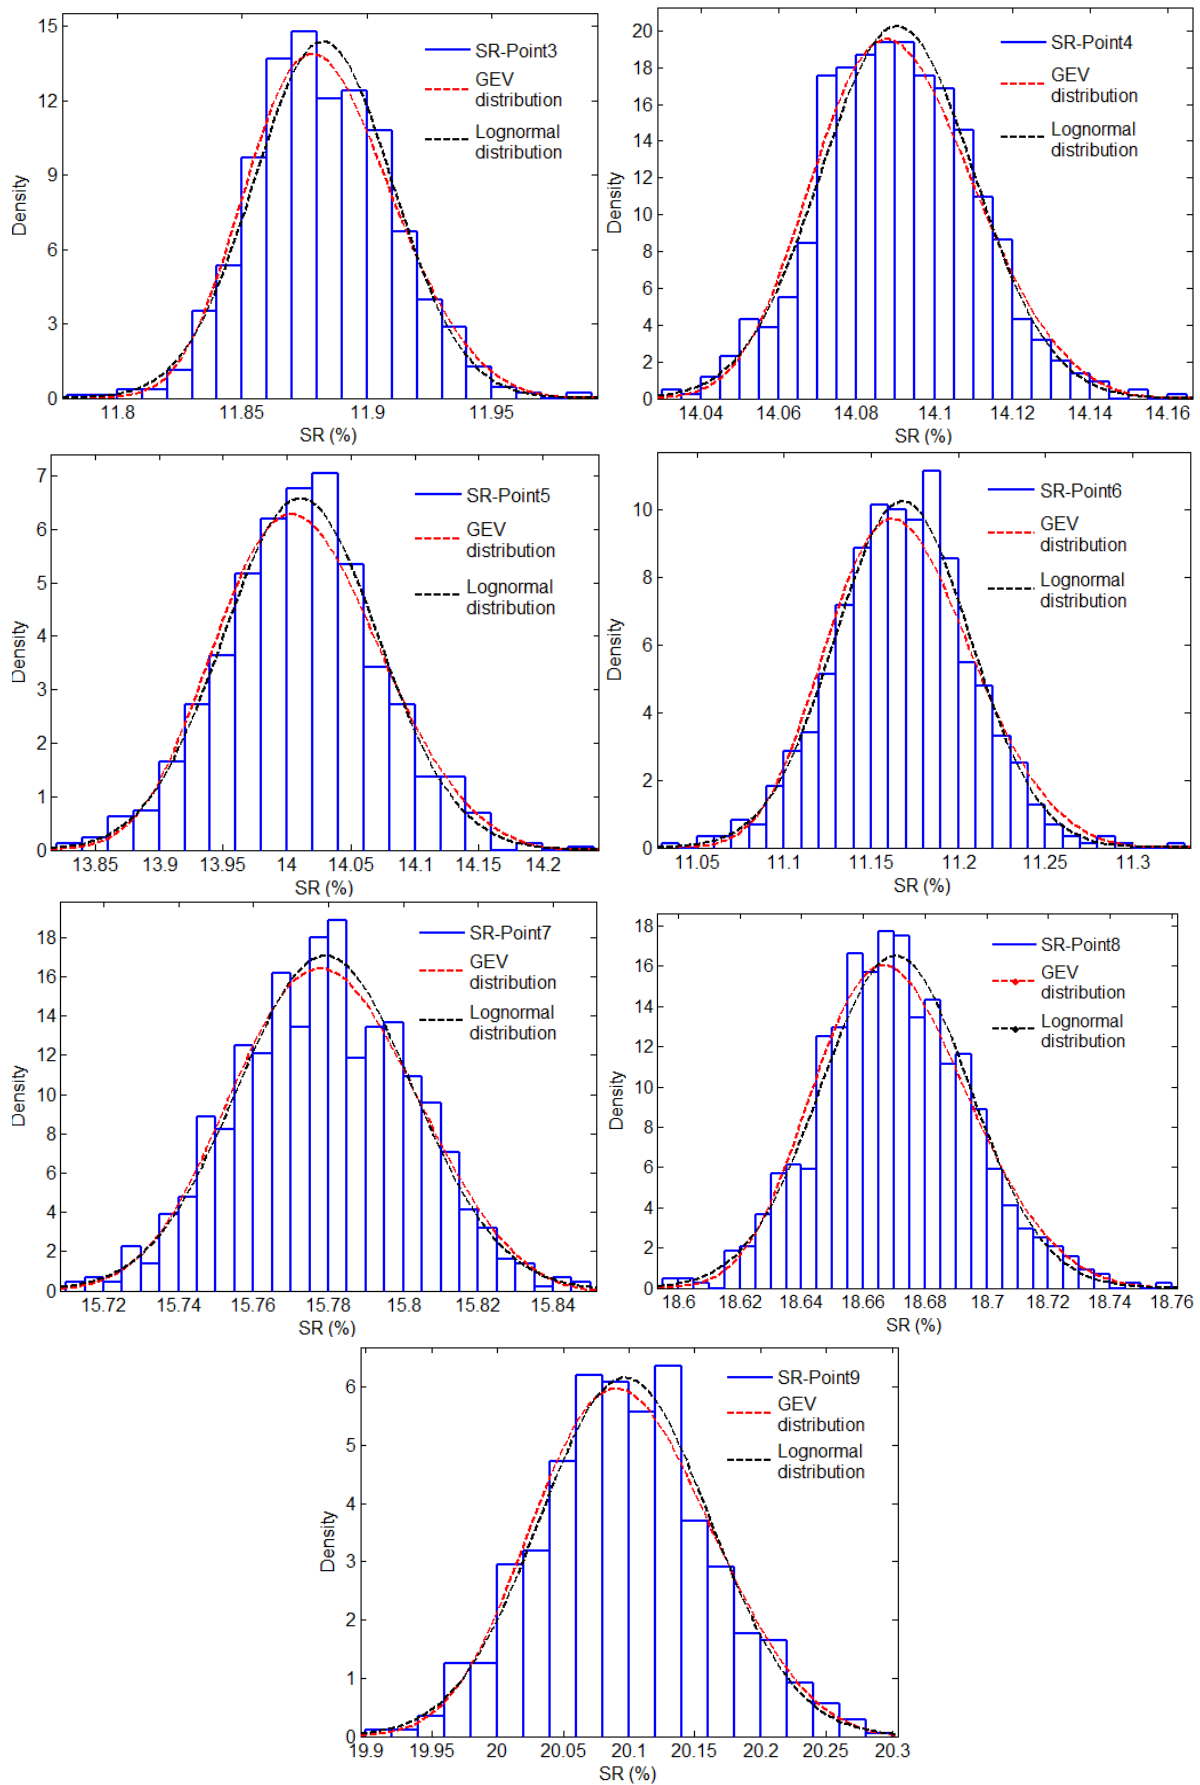 15
12
9
6
3
0
Density
SR-Point3
GEV
distribution
Lognormal
distribution
11.8 11.85 11.9 11.95
SR (%)
20
18
16
14
12
10
8
6
4
2
0
Density
SR-Point4
GEV
distribution
Lognormal
distribution
14.04 14.06 14.08 14.1 14.12 14.14 14.16
SR (%)
7
6
5
4
3
2
1
0
Density
SR-Point5
GEV
distribution
Lognormal
distribution
13.85 13.9 13.95 14 14.05 14.1 14.15 14.2
SR (%)
10
8
6
4
2
0
Density
SR-Point6
GEV
distribution
Lognormal
distribution
11.05 11.1 11.15 11.2 11.25 11.3
SR (%)
18
16
14
12
10
8
6
4
2
0
Density
SR-Point7
GEV
distribution
Lognormal
distribution
15.72 15.74 15.76 15.78 15.8 15.82 15.84
SR (%)
18
16
14
12
10
8
6
4
2
0
Density
SR-Point8
GEV
distribution
Lognormal
distribution
18.6 18.62 18.64 18.66 18.68 18.7 18.72 18.74 18.76
SR (%)
6
5
4
3
2
1
0
Density
SR-Point9
GEV
distribution
Lognormal
distribution
19.9 19.95 20 20.05 20.1 20.15 20.2 20.25 20.3
SR (%)